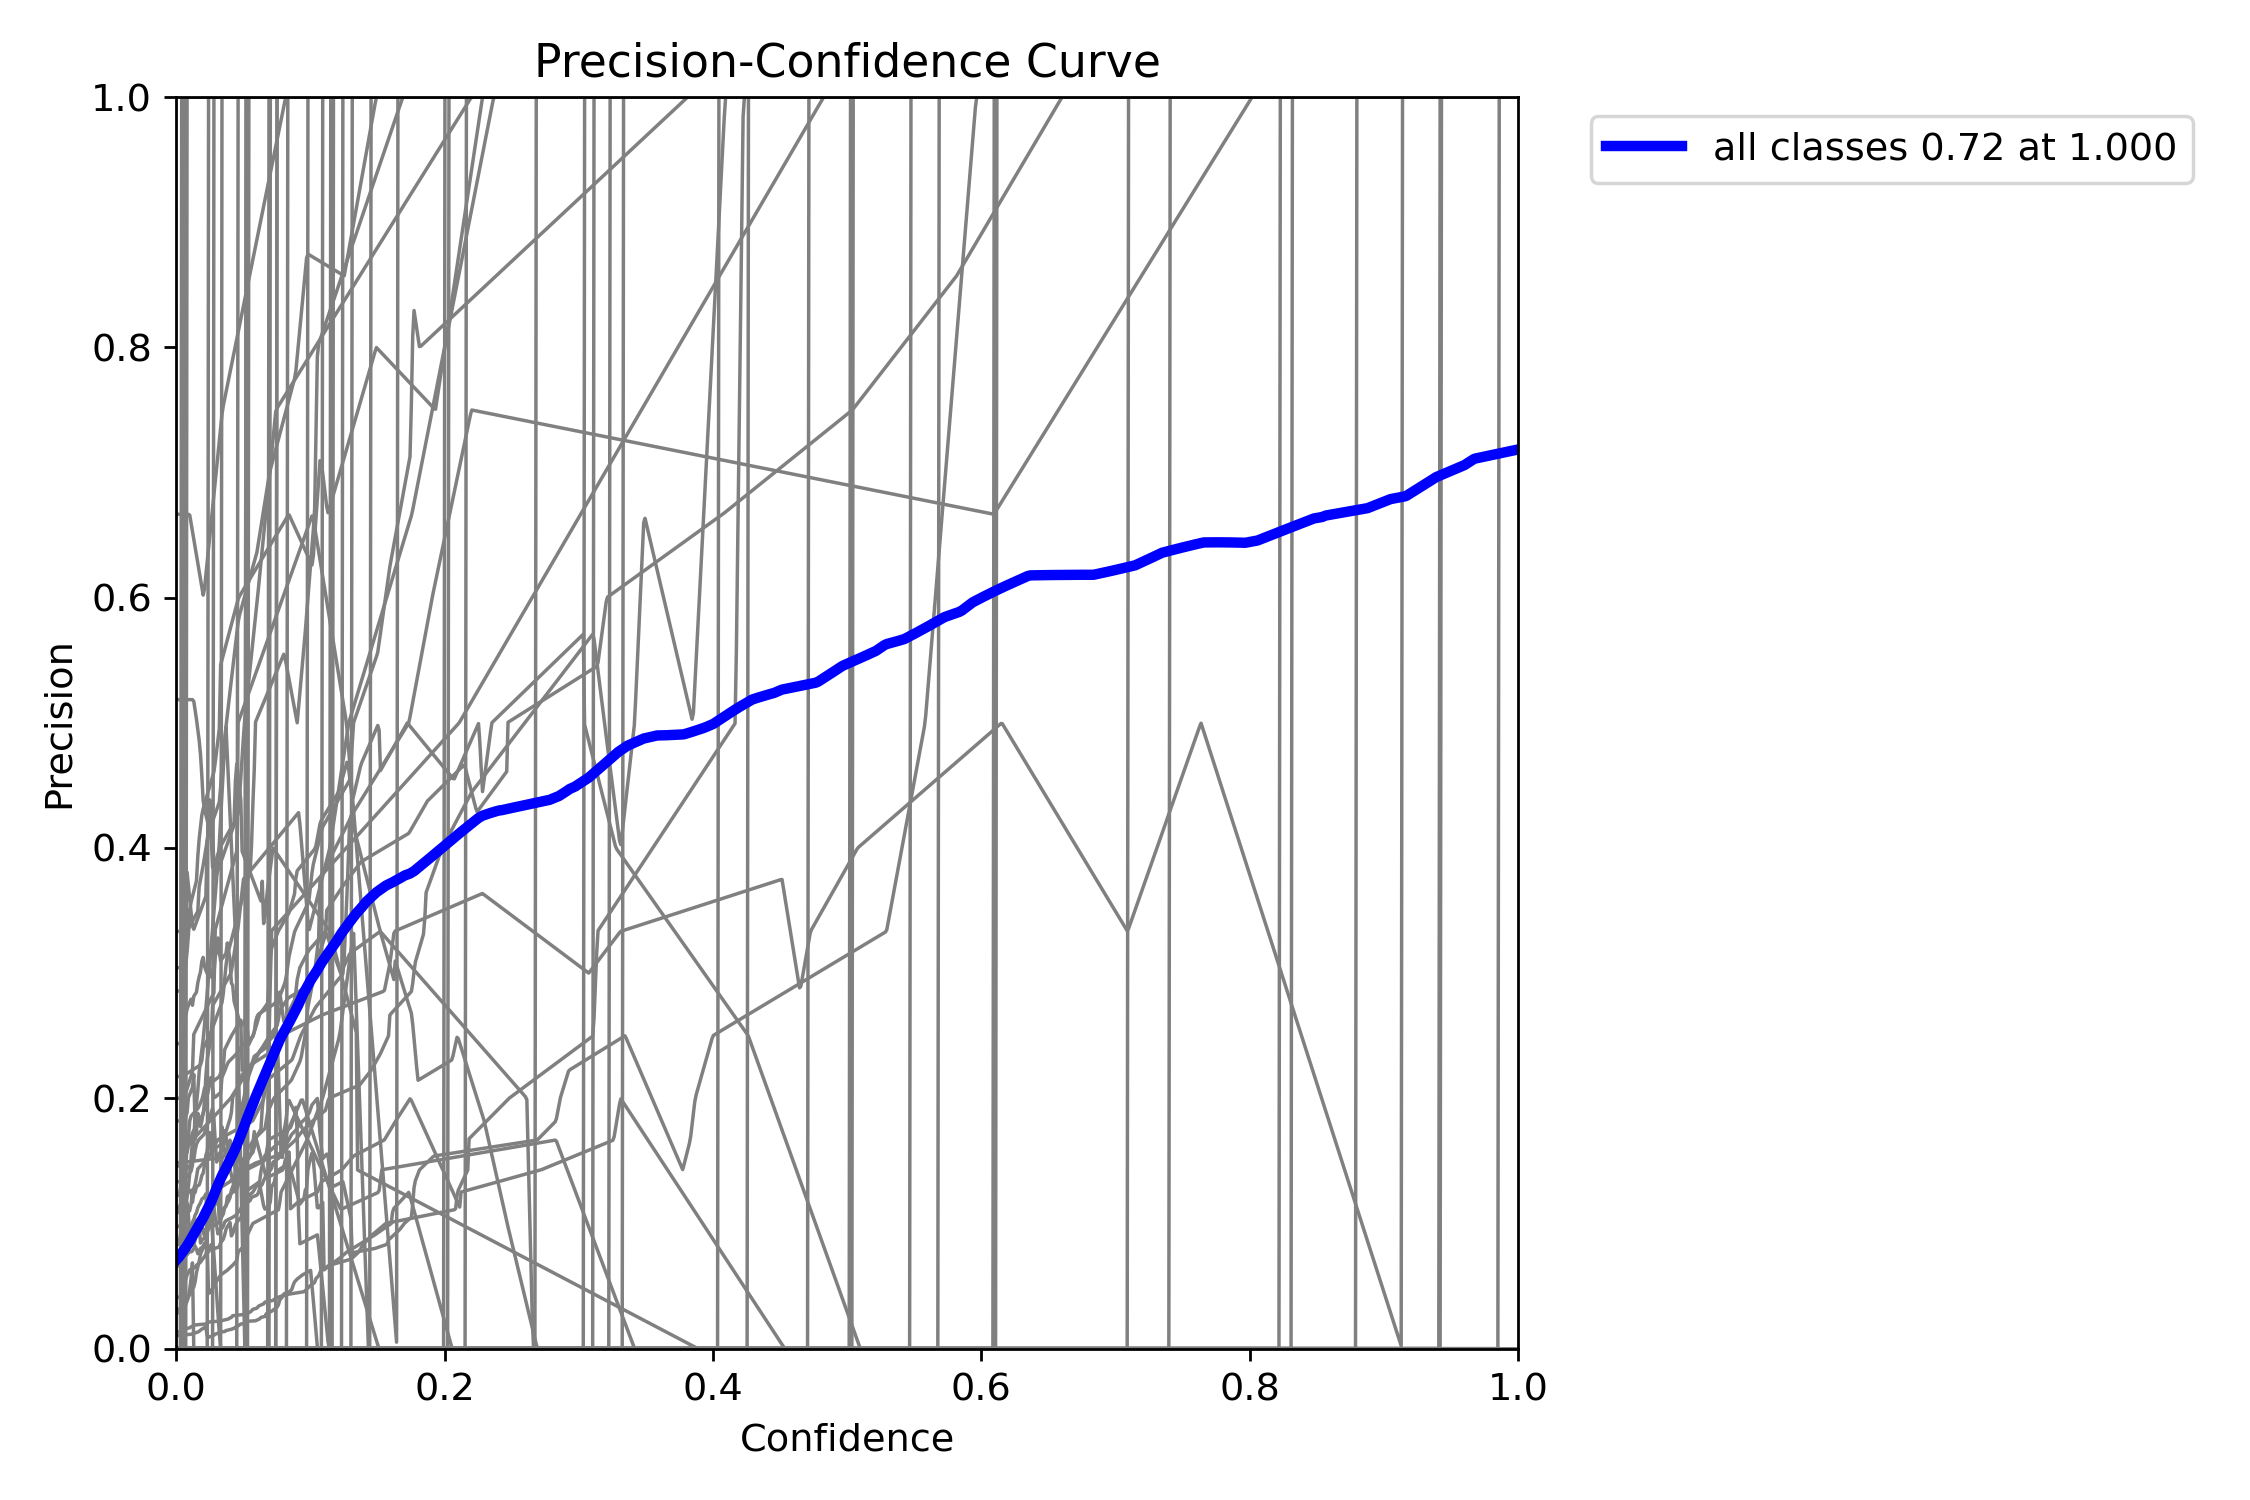 Precision-Confidence Curve
all classes 0.72 at 1.000
1.0
0.8
0.6
0.4
0.2
0.0
Precision
0.0 0.2 0.4 0.6 0.8 1.0
Confidence